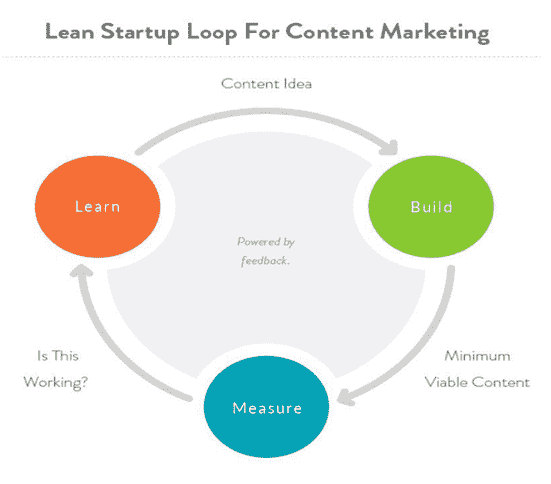 Lean Startup Loop For Content Marketing
Content Idea
Learn
Build
Powered by
feedback.
Is This
Working?
Minimum
Viable Content
Measure